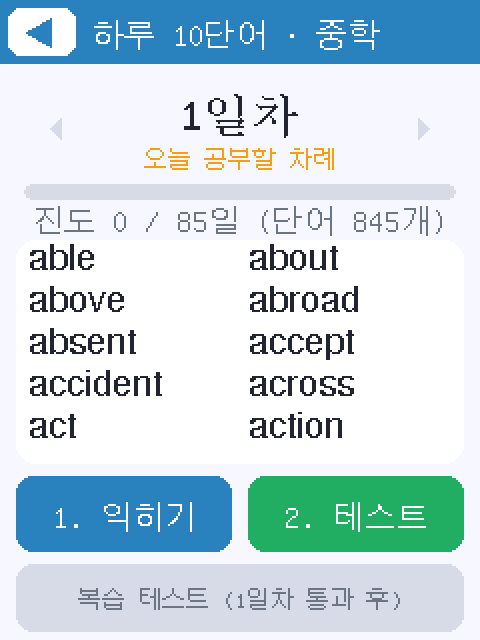 하루 10단어 · 중학
1일차
오늘 공부할 차례
진도 0 / 85일 (단어 845개)
able about
above abroad
absent accept
accident across
act action
1. 익히기 2. 테스트
복습 테스트 (1일차 통과 후)